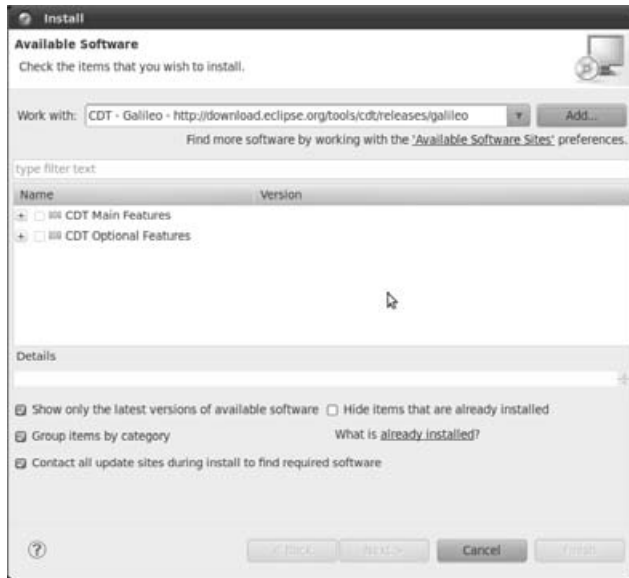 Install
Available Software
Check the items that you wish to install.
Work with: CDT - Galileo - http://download.eclipse.org/tools/cdt/releases/galileo Add...
Find more software by working with the 'Available Software Sites' preferences.
type filter text
Name Version
CDT Main Features
CDT Optional Features
Details
Show only the latest versions of available software Hide items that are already installed
Group items by category What is already installed?
Contact all update sites during install to find required software
? < Back Next > Cancel Finish